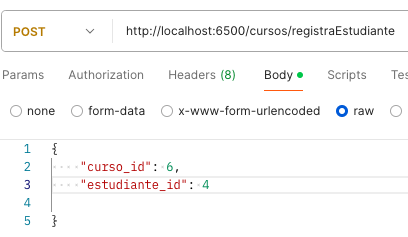 POST http://localhost:6500/cursos/registraEstudiante
Params Authorization Headers (8) Body Scripts
none form-data x-www-form-urlencoded raw
1 {
2 "curso_id": 6,
3 "estudiante_id": 4
4
5 }